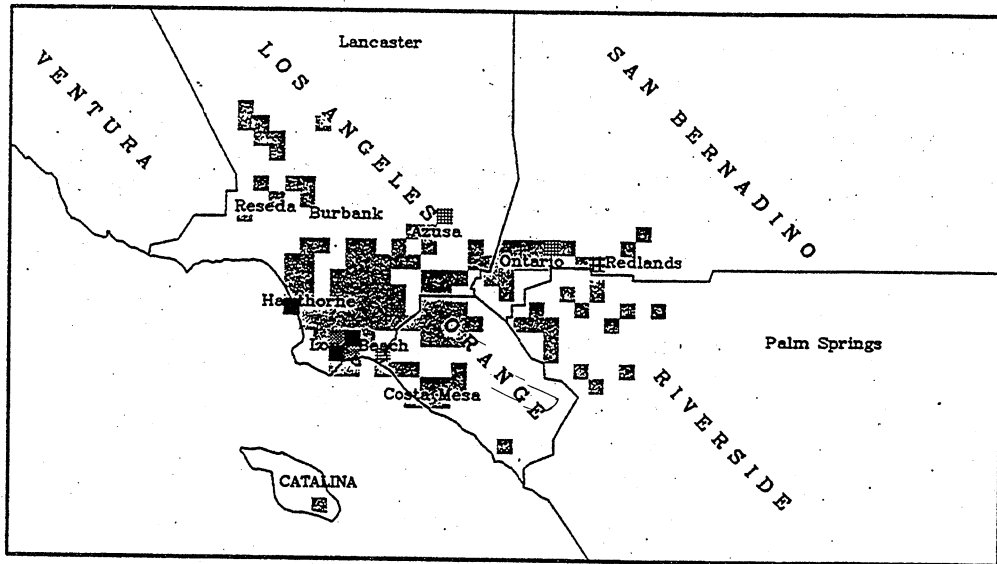 Lancaster
VENTURA
LOS ANGELES
SAN BERNADINO
Reseda
Burbank
Azusa
Ontario
Redlands
Hawthorne
Long Beach
ORANGE
Palm Springs
Costa Mesa
RIVERSIDE
CATALINA